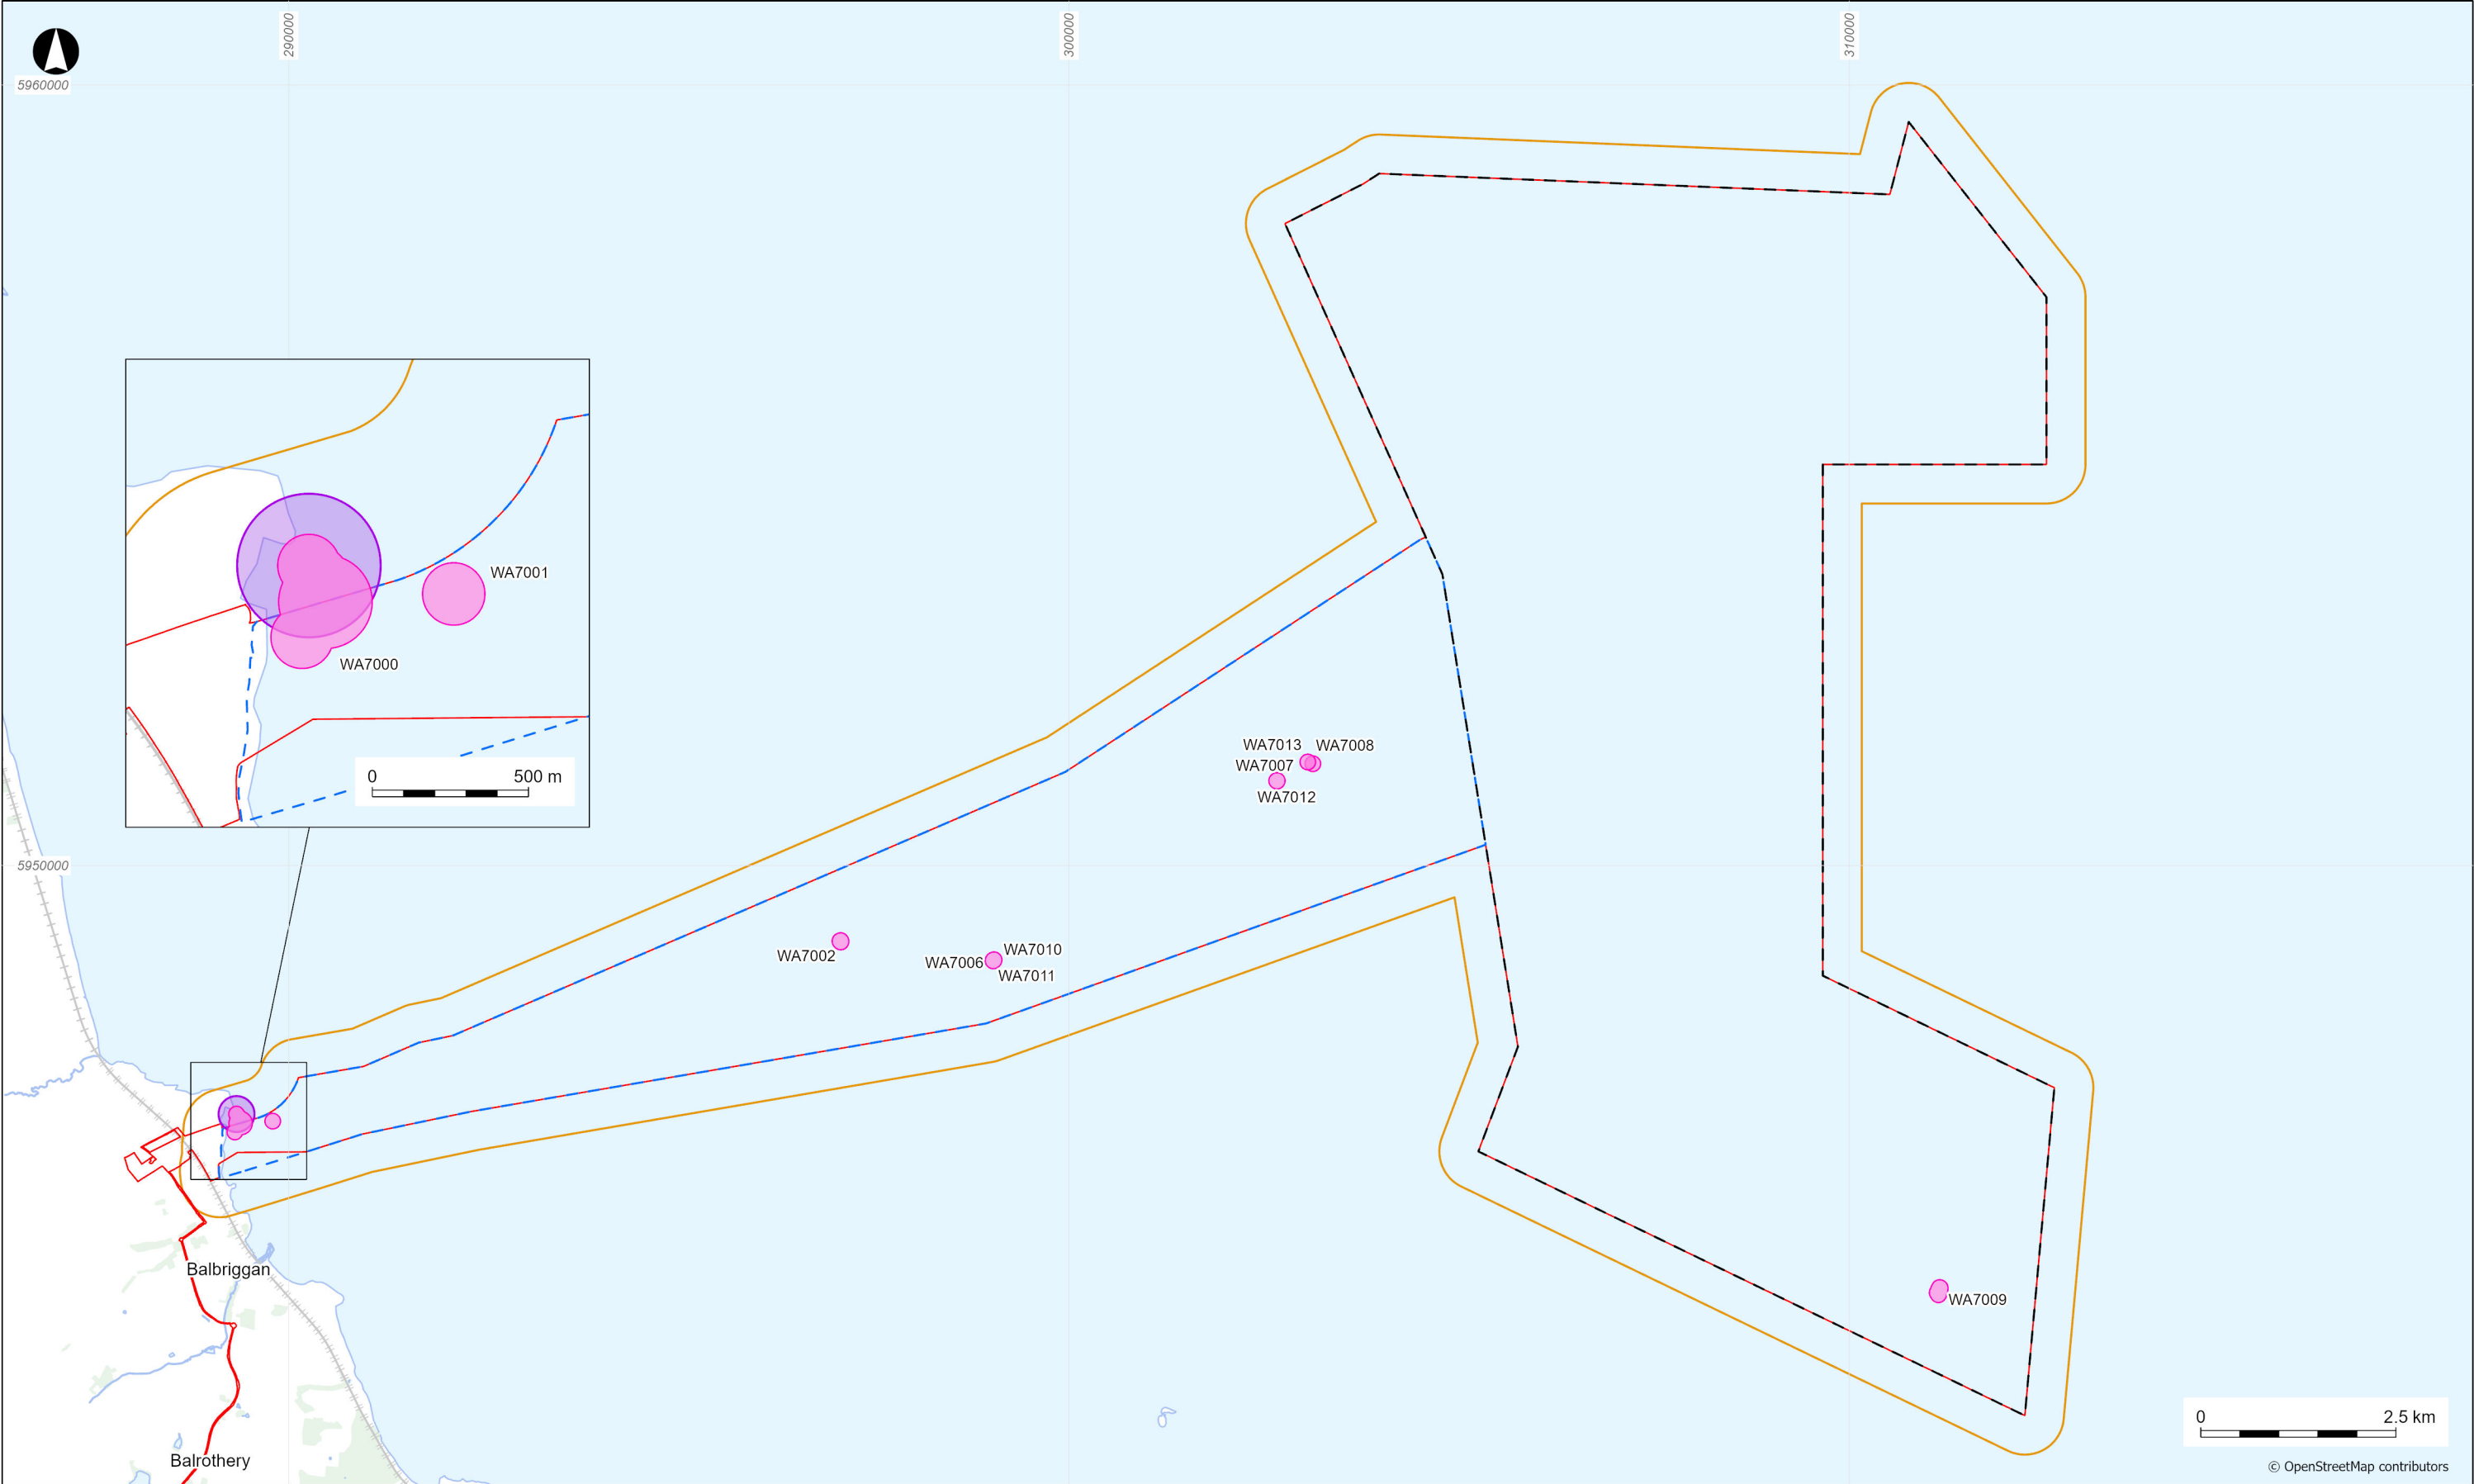 290000
300000
310000
5960000
WA7001
WA7000
0 500 m
WA7013 WA7008
WA7007
WA7012
5950000
WA7002
WA7010
WA7006
WA7011
Balbriggan
WA7009
0 2.5 km
Balrothery
© OpenStreetMap contributors